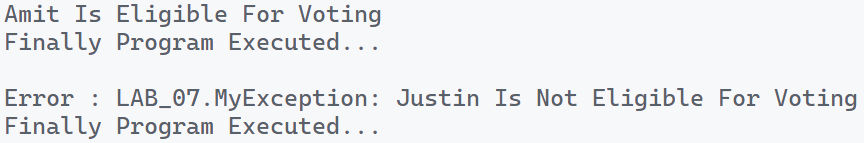 Amit Is Eligible For Voting
Finally Program Executed...
Error : LAB_07.MyException: Justin Is Not Eligible For Voting
Finally Program Executed...